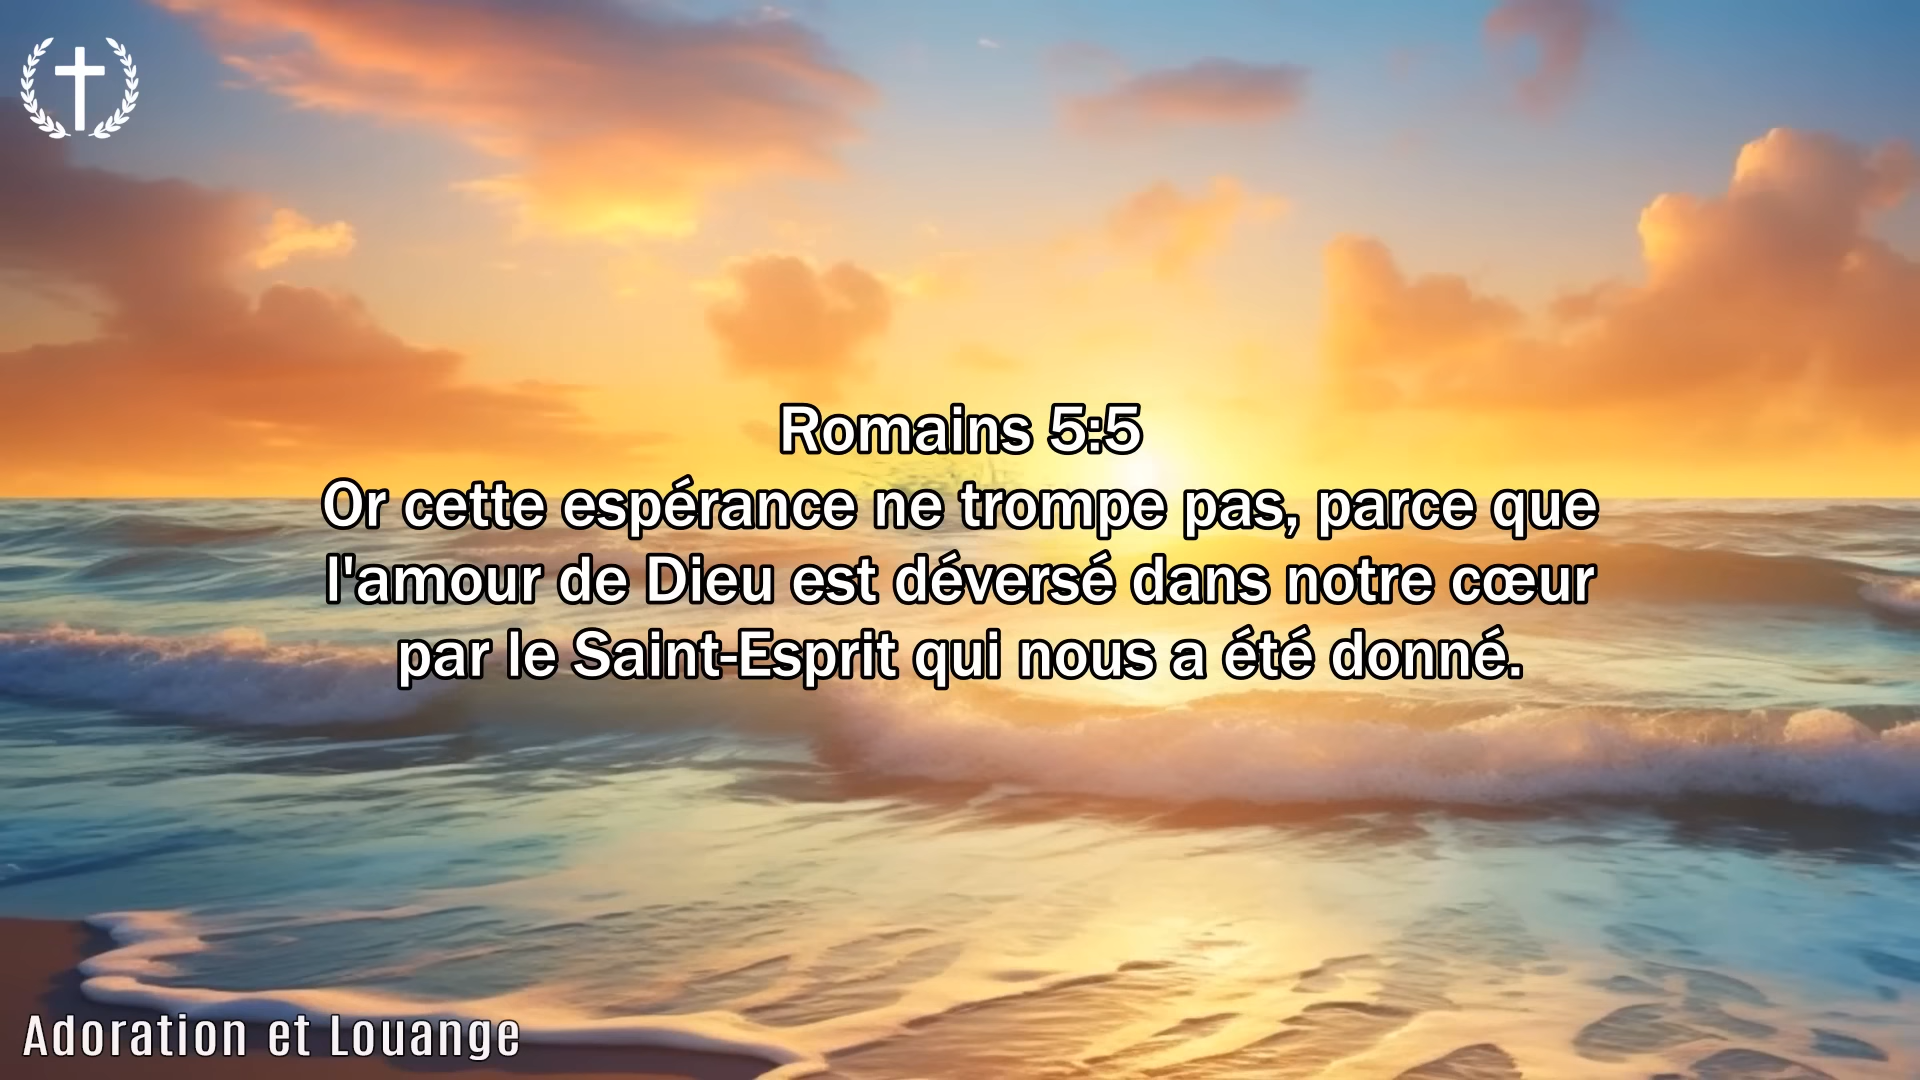 Romains 5:5
Or cette espérance ne trompe pas, parce que
l'amour de Dieu est déversé dans notre cœur
par le Saint-Esprit qui nous a été donné.
Adoration et Louange